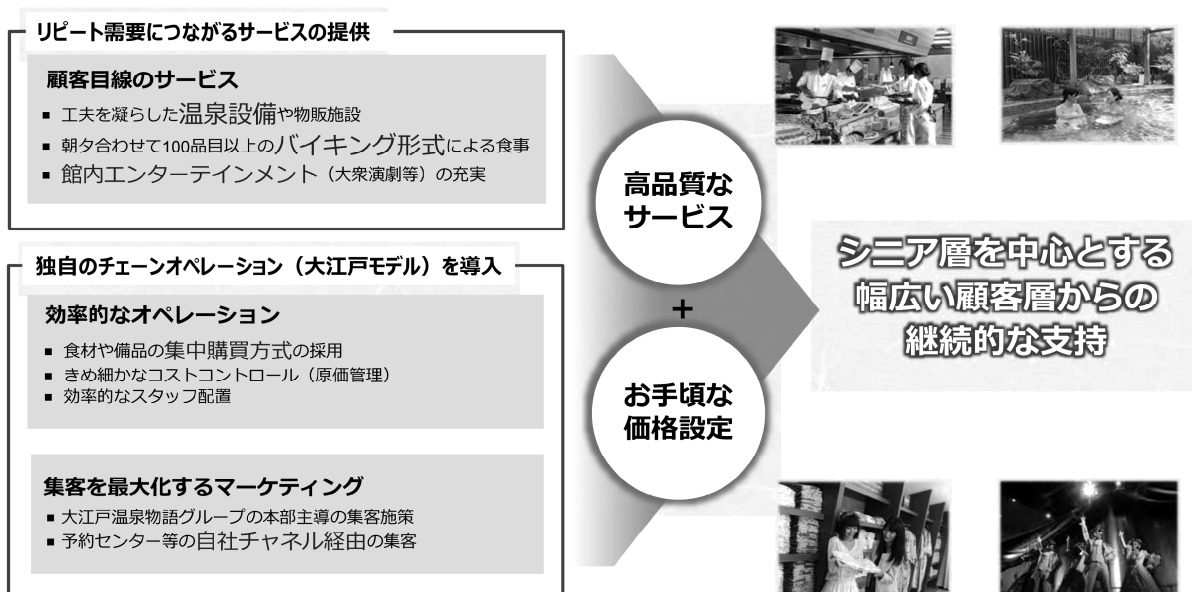 リピート需要につながるサービスの提供
顧客目線のサービス
▪ 工夫を凝らした温泉設備や物販施設
▪ 朝夕合わせて100品目以上のバイキング形式による食事
▪ 館内エンターテインメント（大衆演劇等）の充実
独自のチェーンオペレーション（大江戸モデル）を導入
効率的なオペレーション
▪ 食材や備品の集中購買方式の採用
▪ きめ細かなコストコントロール（原価管理）
▪ 効率的なスタッフ配置
集客を最大化するマーケティング
▪ 大江戸温泉物語グループの本部主導の集客施策
▪ 予約センター等の自社チャネル経由の集客
高品質な
サービス
+
お手頃な
価格設定
シニア層を中心とする
幅広い顧客層からの
継続的な支持